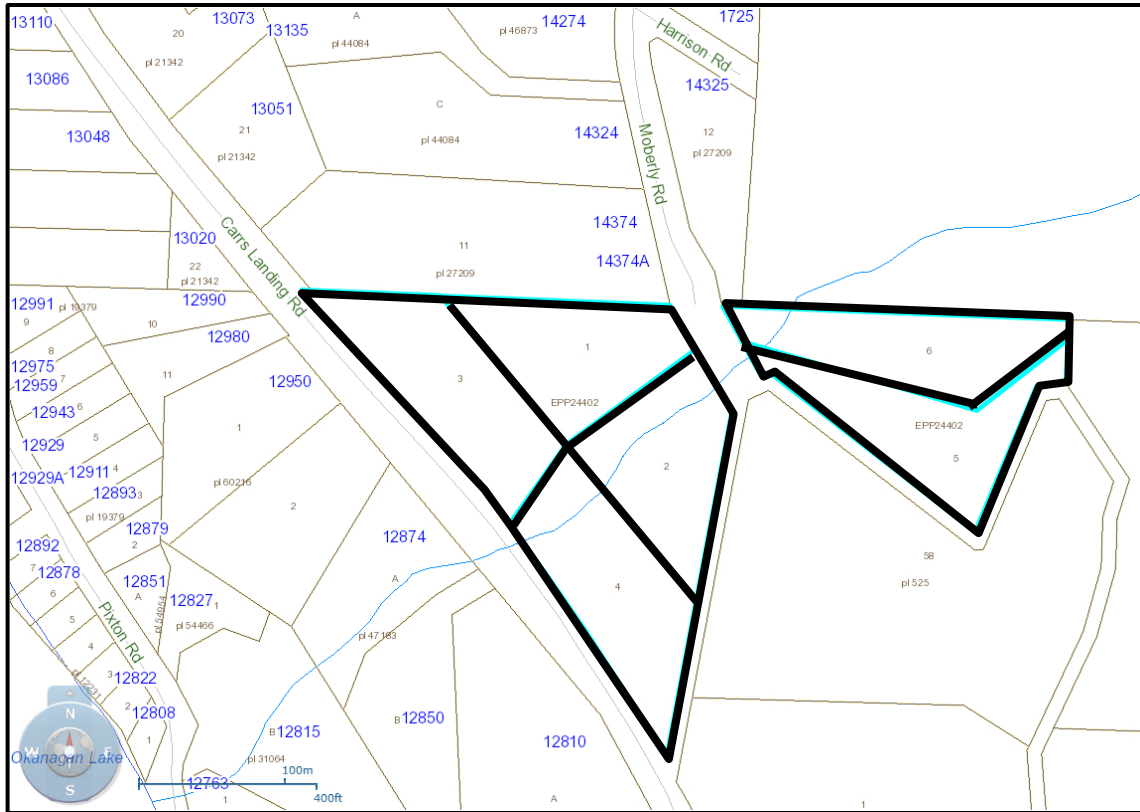 13110
13073
A
14274
1725
13135
20
pl 44084
pl 46873
Harrison Rd
pl 21342
13086
14325
C
13051
13048
21
pl 44084
14324
12
pl 21342
pl 27209
Moberly Rd
Carrs Landing Rd
14374
13020
11
14374A
22
pl 27209
pl 21342
12991
pl 19379
12990
9
10
12980
8
1
6
12975
7
11
3
12959
12950
12943
6
EPP24402
EPP24402
1
12929
5
5
2
12911
4
12929A
12893
3
pl 60216
2
pl 19379
12879
12874
2
12892
58
7
12878
12851
A
pl 525
6
A
4
12827
1
5
pl 54954
pl 54466
Pixton Rd
pl 47183
4
3
12822
pl 12231
2
12808
B
12850
N
B
12815
1
12810
W
E
Okanagan Lake
pl 31064
100m
S
12763
400ft
1
A
1